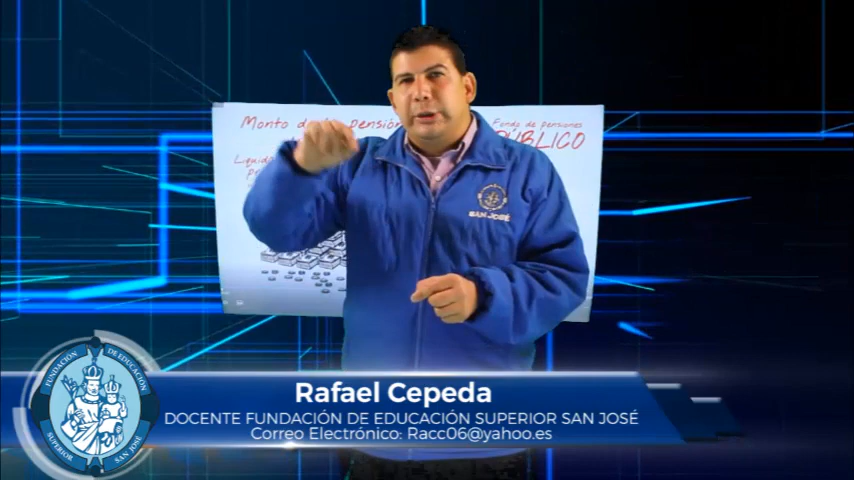 Monto de la pensión
Fondo de pensiones
PÚBLICO
SAN JOSÉ
Rafael Cepeda
DOCENTE FUNDACIÓN DE EDUCACIÓN SUPERIOR SAN JOSÉ
Correo Electrónico: Racc06@yahoo.es
FUNDACIÓN DE EDUCACIÓN
SUPERIOR SAN JOSÉ